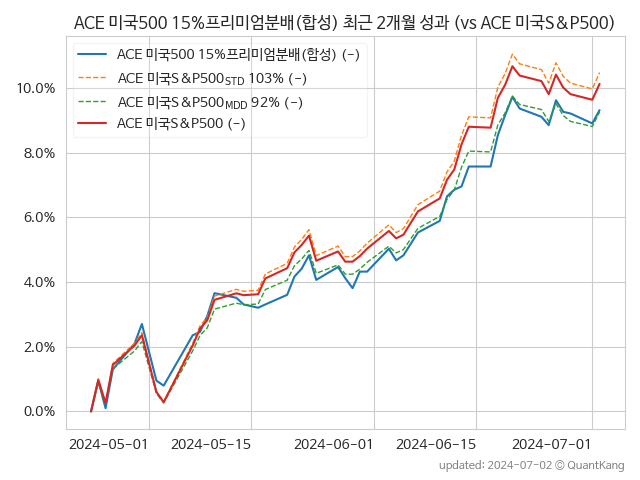 ACE 미국500 15%프리미엄분배(합성) 최근 2개월 성과 (vs ACE 미국S&P500)
ACE 미국500 15%프리미엄분배(합성) (-)
ACE 미국S&P500STD 103% (-)
ACE 미국S&P500MDD 92% (-)
ACE 미국S&P500 (-)
10.0%
8.0%
6.0%
4.0%
2.0%
0.0%
2024-05-01 2024-05-15 2024-06-01 2024-06-15 2024-07-01
updated: 2024-07-02 © QuantKang